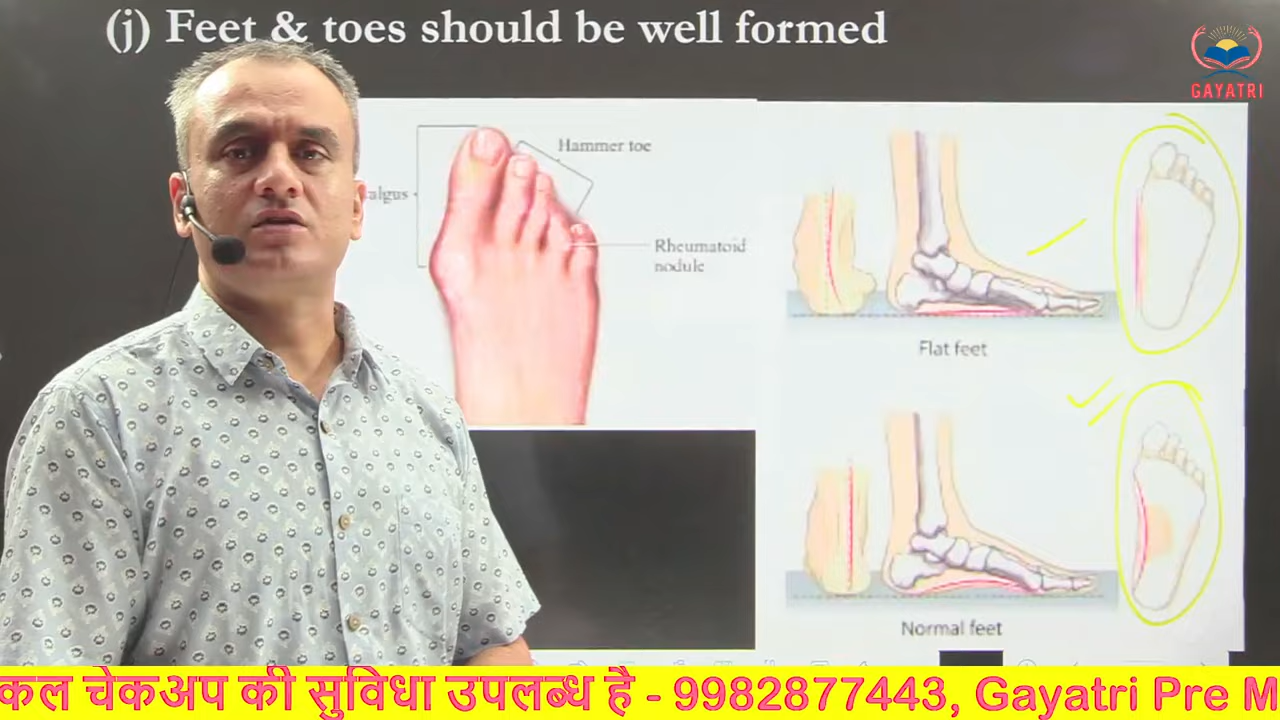 (j) Feet & toes should be well formed
GAYATRI
Hammer toe
algus
Rheumatoid
nodule
Flat feet
Normal feet
कल चेकअप की सुविधा उपलब्ध है - 9982877443, Gayatri Pre M